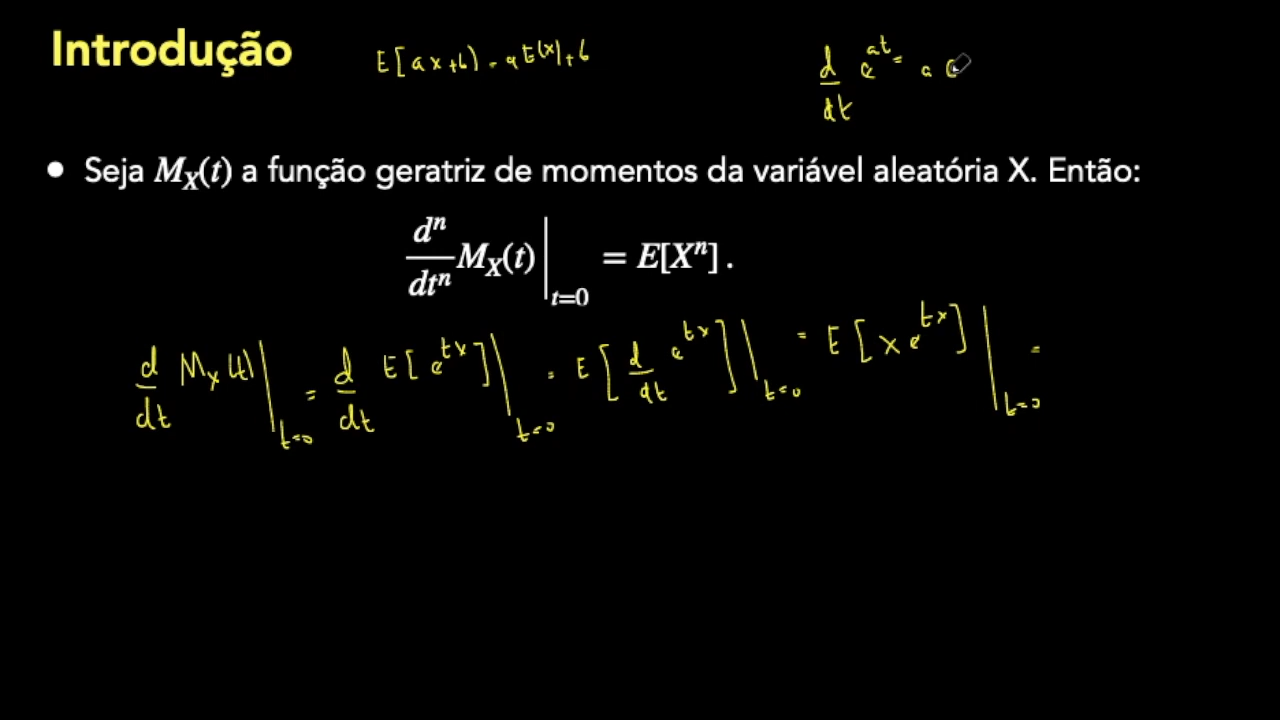 Introdução
E[ax+b] = aE(x)+b
d/dt e^{at} = a e
• Seja M_X(t) a função geratriz de momentos da variável aleatória X. Então:
d^n/dt^n M_X(t) |_{t=0} = E[X^n].
d/dt M_X(t) |_{t=0} = d/dt E[e^{tx}] |_{t=0} = E[d/dt e^{tx}] |_{t=0} = E[x e^{tx}] |_{t=0} =